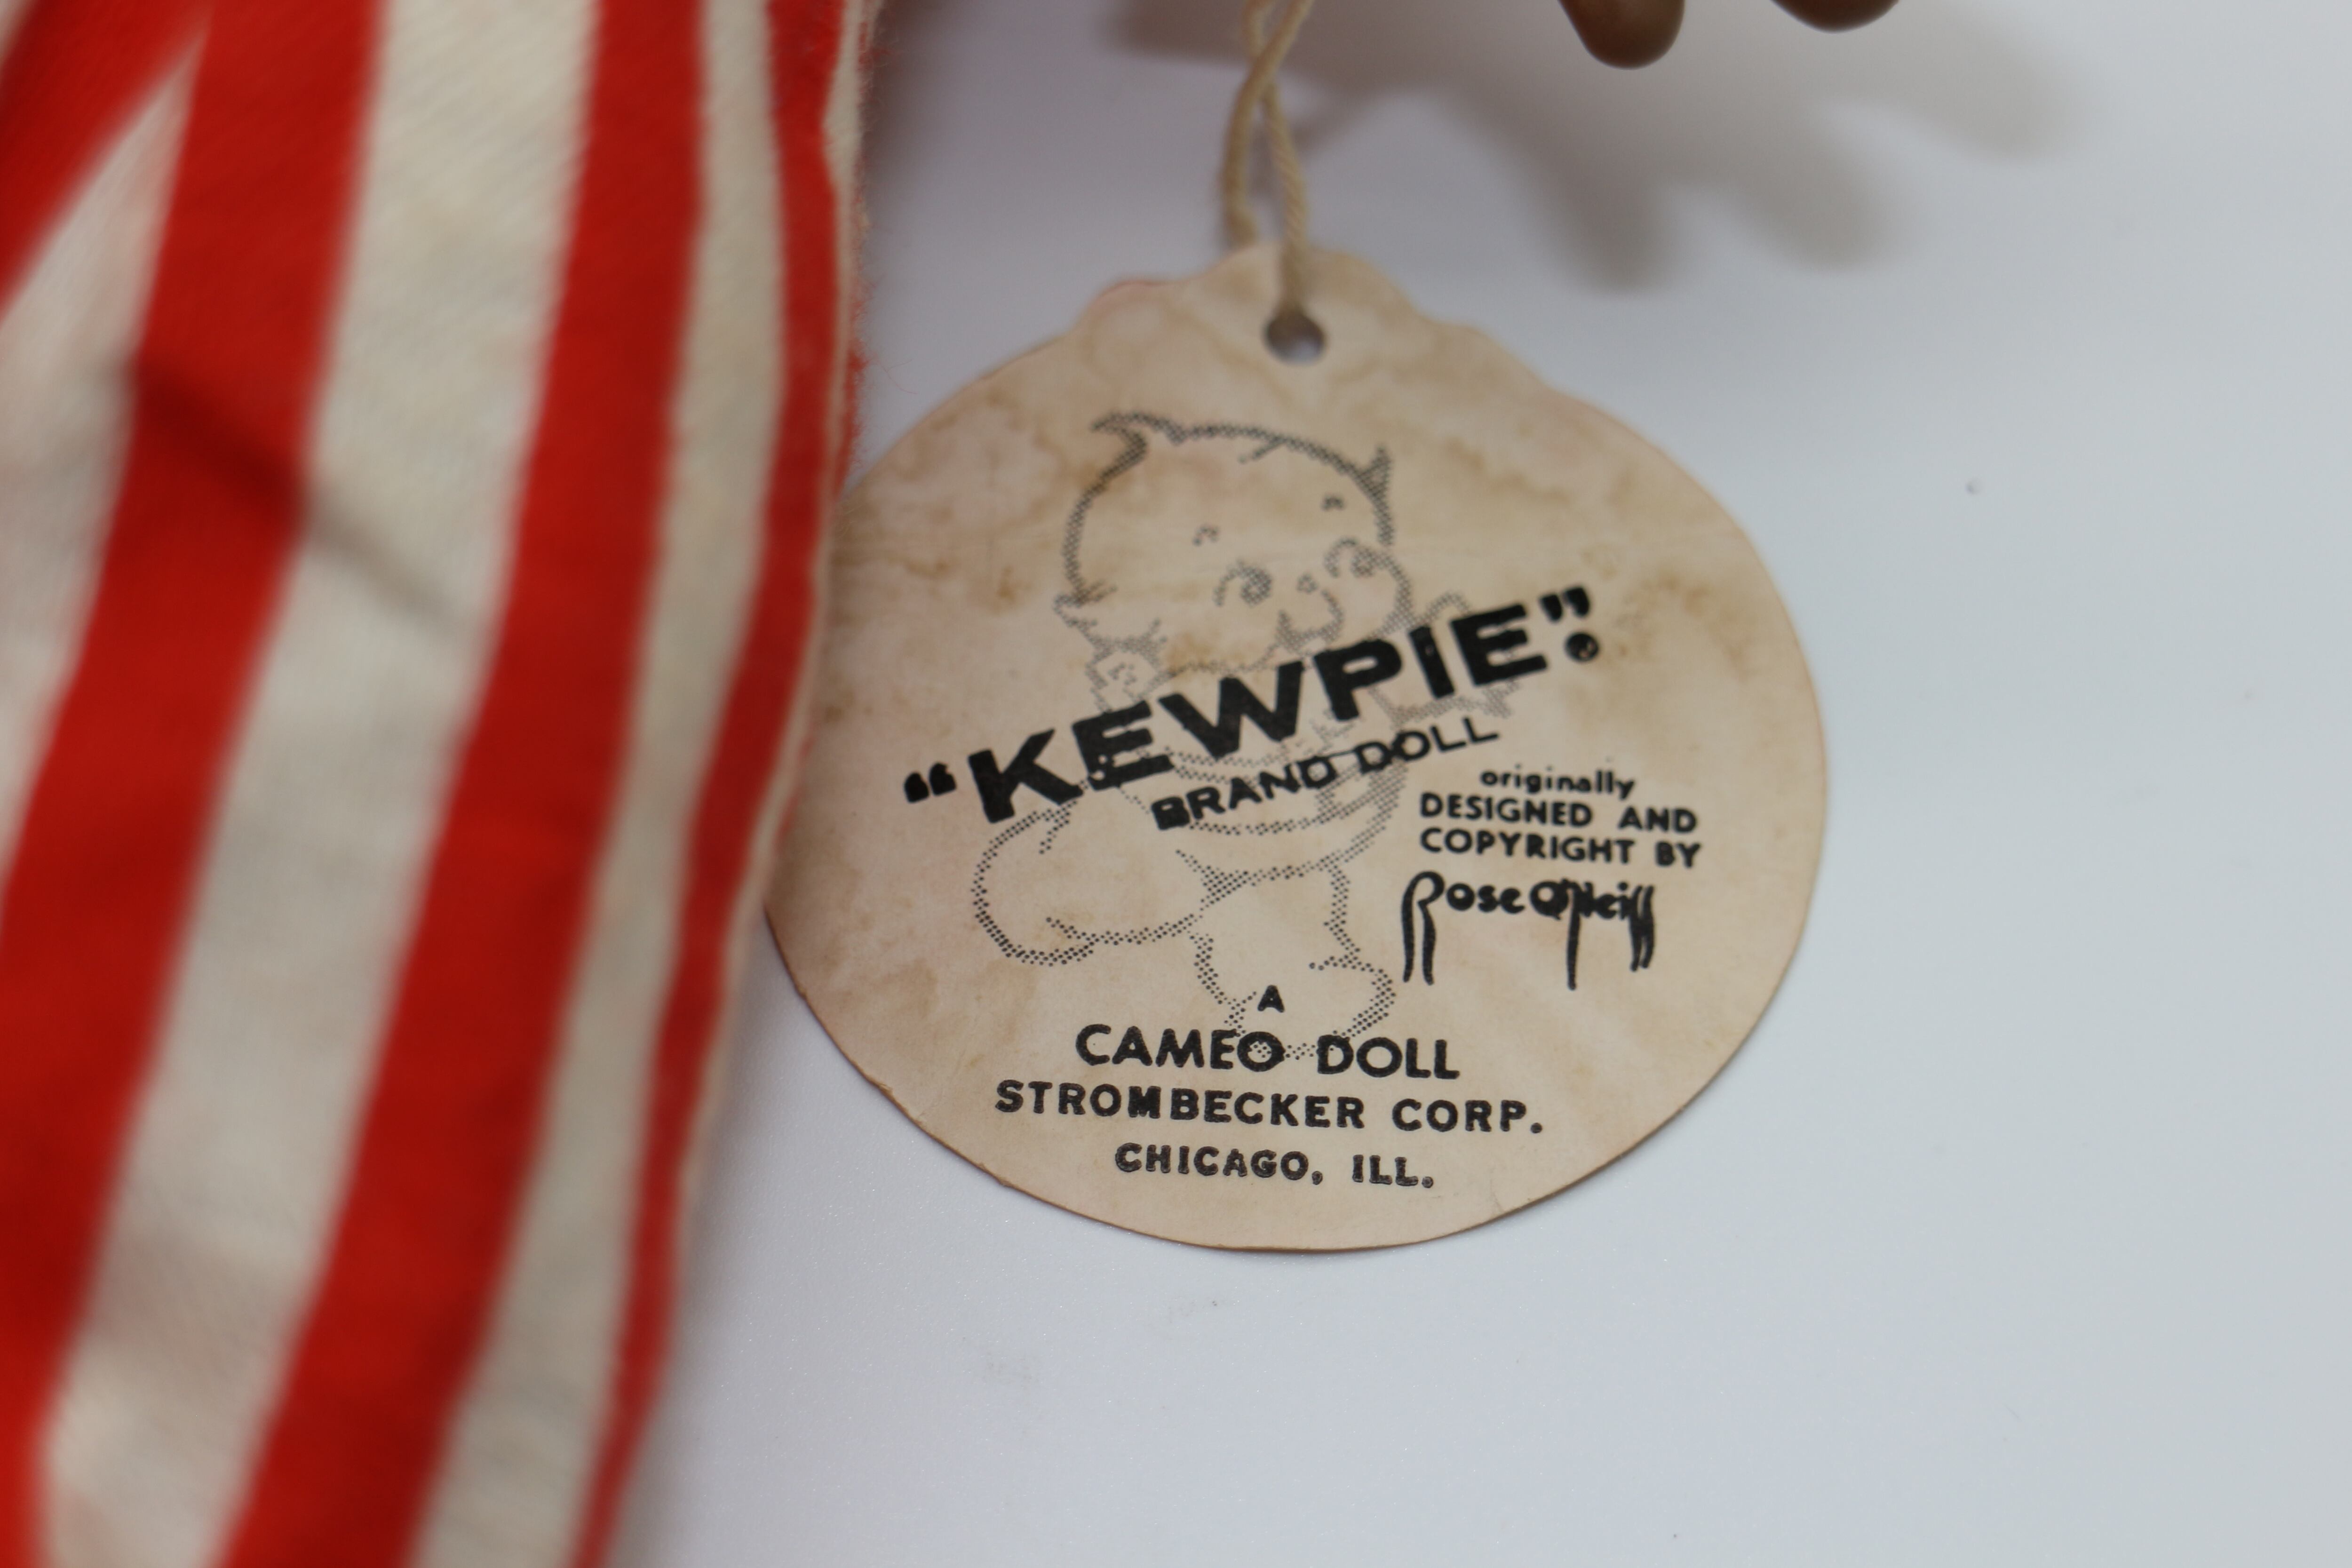 "KEWPIE"®
BRAND DOLL
originally
DESIGNED AND
COPYRIGHT BY
Rose O'Neill
A
CAMEO DOLL
STROMBECKER CORP.
CHICAGO, ILL.